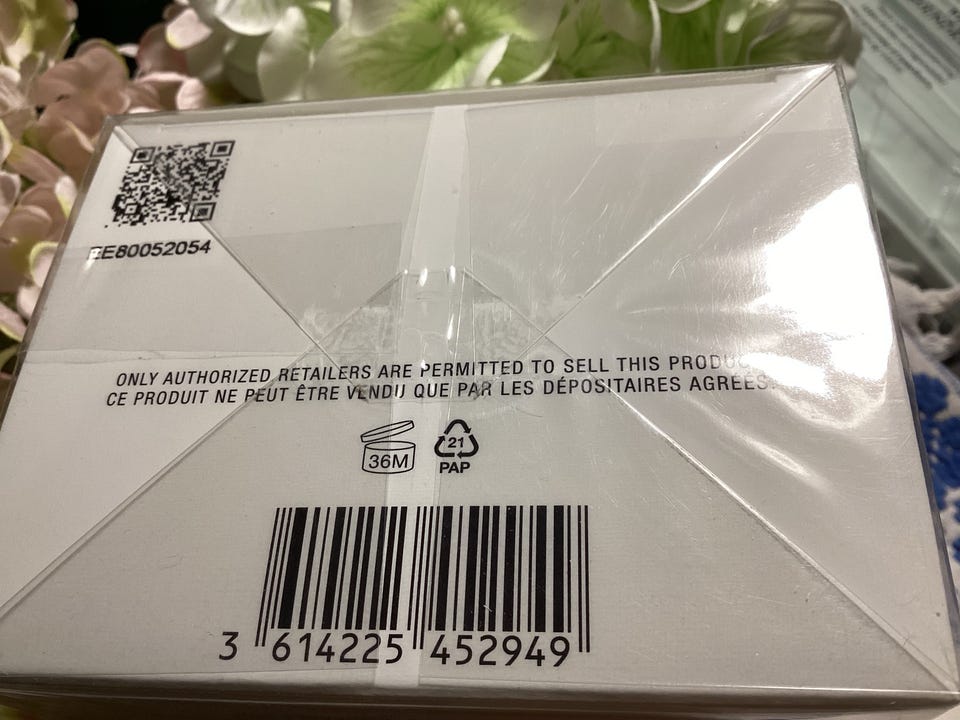 EE80052054
ONLY AUTHORIZED RETAILERS ARE PERMITTED TO SELL THIS
CE PRODUIT NE PEUT ÊTRE VENDU QUE PAR LES DÉPOSITAIRES AGRÉÉS.
36M
21
PAP
3 614225 452949